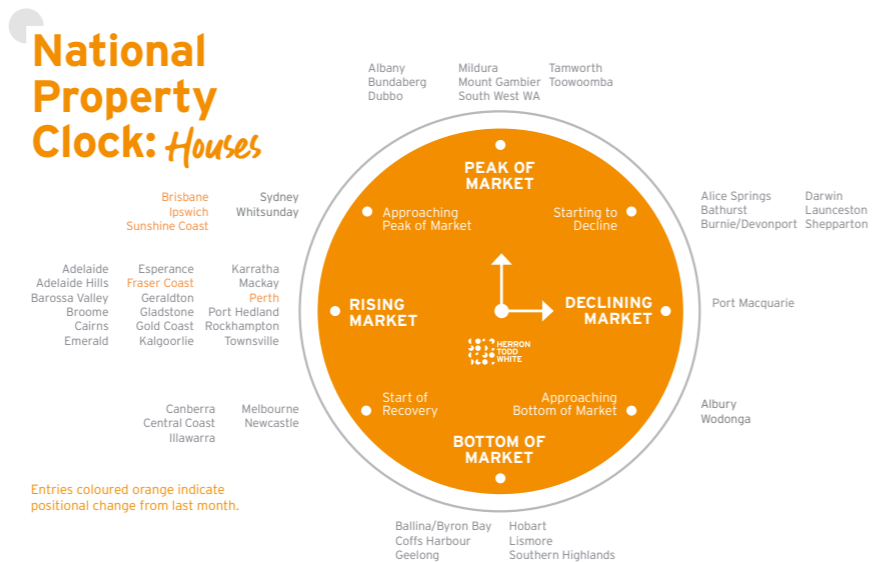 National
Property
Clock: Houses
Albany
Bundaberg
Dubbo
Mildura
Mount Gambier
South West WA
Tamworth
Toowoomba
PEAK OF
MARKET
Brisbane
Ipswich
Sunshine Coast
Sydney
Whitsunday
Approaching
Peak of Market
Starting to
Decline
Alice Springs
Bathurst
Burnie/Devonport
Darwin
Launceston
Shepparton
Adelaide
Adelaide Hills
Barossa Valley
Broome
Cairns
Emerald
Esperance
Fraser Coast
Geraldton
Gladstone
Gold Coast
Kalgoorlie
Karratha
Mackay
Perth
Port Hedland
Rockhampton
Townsville
RISING
MARKET
DECLINING
MARKET
Port Macquarie
HERRON
TODD
WHITE
Canberra
Central Coast
Illawarra
Melbourne
Newcastle
Start of
Recovery
Approaching
Bottom of Market
Albury
Wodonga
BOTTOM OF
MARKET
Entries coloured orange indicate
positional change from last month.
Ballina/Byron Bay
Coffs Harbour
Geelong
Hobart
Lismore
Southern Highlands